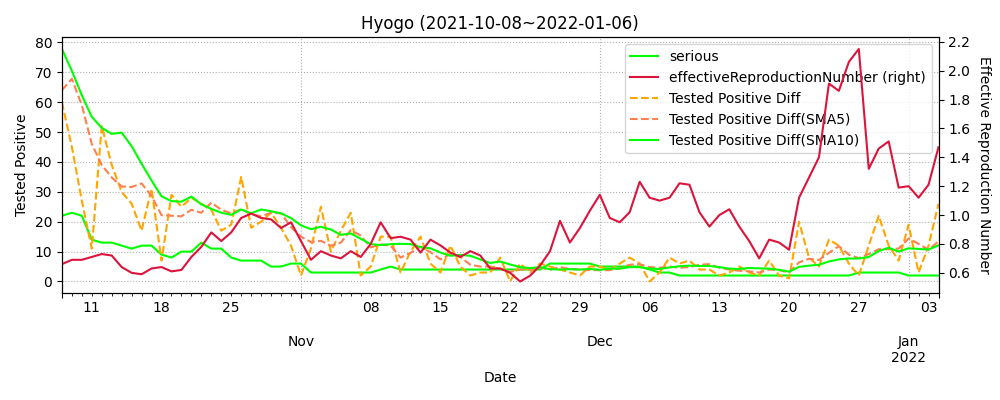 Hyogo (2021-10-08~2022-01-06)
80
70
60
50
40
30
20
10
0
Tested Positive
2.2
2.0
1.8
1.6
1.4
1.2
1.0
0.8
0.6
Effective Reproduction Number
serious
effectiveReproductionNumber (right)
Tested Positive Diff
Tested Positive Diff(SMA5)
Tested Positive Diff(SMA10)
11 18 25 08 15 22 29 06 13 20 27 03
Nov Dec Jan
2022
Date